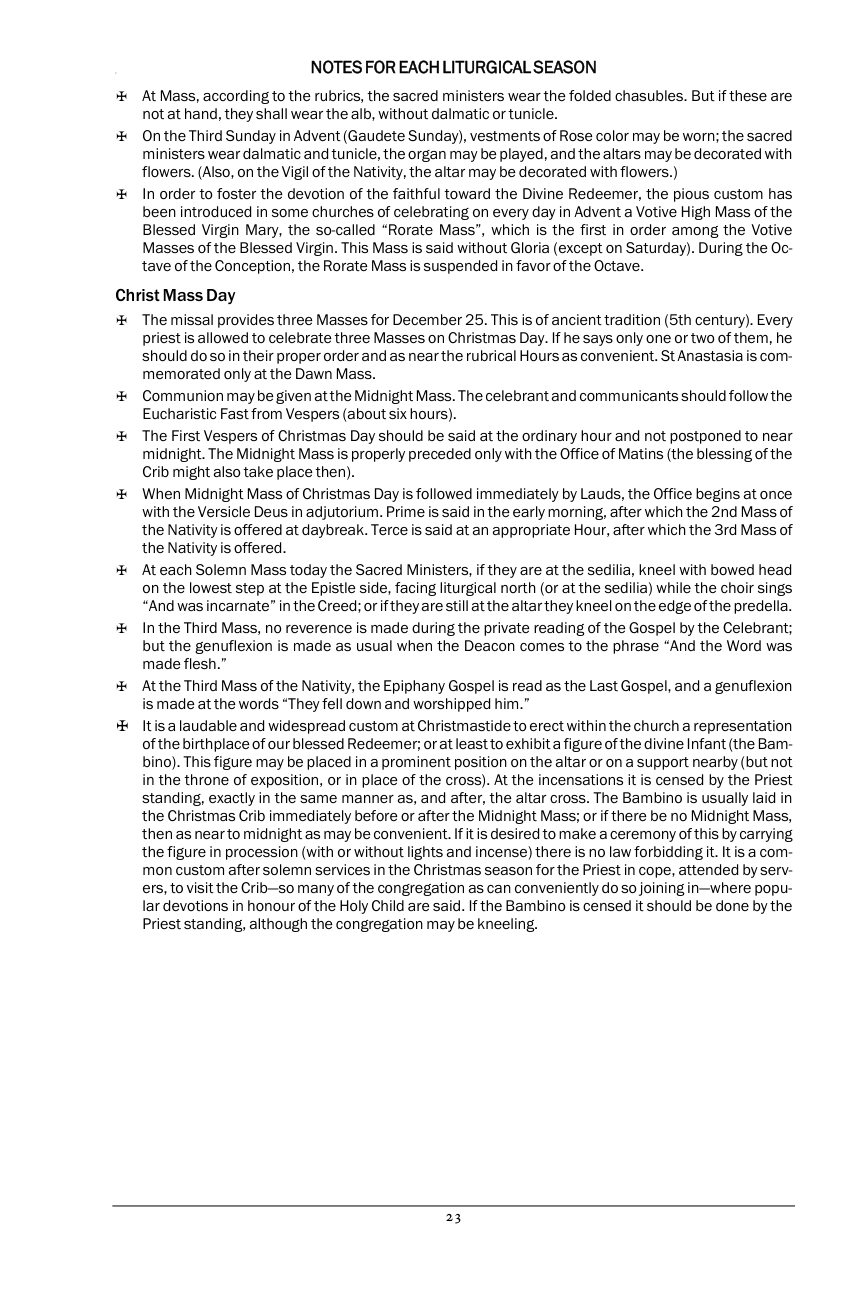 NOTES FOR EACH LITURGICAL SEASON
✠ At Mass, according to the rubrics, the sacred ministers wear the folded chasubles. But if these are
not at hand, they shall wear the alb, without dalmatic or tunicle.
✠ On the Third Sunday in Advent (Gaudete Sunday), vestments of Rose color may be worn; the sacred
ministers wear dalmatic and tunicle, the organ may be played, and the altars may be decorated with
flowers. (Also, on the Vigil of the Nativity, the altar may be decorated with flowers.)
✠ In order to foster the devotion of the faithful toward the Divine Redeemer, the pious custom has
been introduced in some churches of celebrating on every day in Advent a Votive High Mass of the
Blessed Virgin Mary, the so-called “Rorate Mass”, which is the first in order among the Votive
Masses of the Blessed Virgin. This Mass is said without Gloria (except on Saturday). During the Oc-
tave of the Conception, the Rorate Mass is suspended in favor of the Octave.
Christ Mass Day
✠ The missal provides three Masses for December 25. This is of ancient tradition (5th century). Every
priest is allowed to celebrate three Masses on Christmas Day. If he says only one or two of them, he
should do so in their proper order and as near the rubrical Hours as convenient. St Anastasia is com-
memorated only at the Dawn Mass.
✠ Communion may be given at the Midnight Mass. The celebrant and communicants should follow the
Eucharistic Fast from Vespers (about six hours).
✠ The First Vespers of Christmas Day should be said at the ordinary hour and not postponed to near
midnight. The Midnight Mass is properly preceded only with the Office of Matins (the blessing of the
Crib might also take place then).
✠ When Midnight Mass of Christmas Day is followed immediately by Lauds, the Office begins at once
with the Versicle Deus in adjutorium. Prime is said in the early morning, after which the 2nd Mass of
the Nativity is offered at daybreak. Terce is said at an appropriate Hour, after which the 3rd Mass of
the Nativity is offered.
✠ At each Solemn Mass today the Sacred Ministers, if they are at the sedilia, kneel with bowed head
on the lowest step at the Epistle side, facing liturgical north (or at the sedilia) while the choir sings
“And was incarnate” in the Creed; or if they are still at the altar they kneel on the edge of the predella.
✠ In the Third Mass, no reverence is made during the private reading of the Gospel by the Celebrant;
but the genuflexion is made as usual when the Deacon comes to the phrase “And the Word was
made flesh.”
✠ At the Third Mass of the Nativity, the Epiphany Gospel is read as the Last Gospel, and a genuflexion
is made at the words “They fell down and worshipped him.”
✠ It is a laudable and widespread custom at Christmastide to erect within the church a representation
of the birthplace of our blessed Redeemer; or at least to exhibit a figure of the divine Infant (the Bam-
bino). This figure may be placed in a prominent position on the altar or on a support nearby (but not
in the throne of exposition, or in place of the cross). At the incensations it is censed by the Priest
standing, exactly in the same manner as, and after, the altar cross. The Bambino is usually laid in
the Christmas Crib immediately before or after the Midnight Mass; or if there be no Midnight Mass,
then as near to midnight as may be convenient. If it is desired to make a ceremony of this by carrying
the figure in procession (with or without lights and incense) there is no law forbidding it. It is a com-
mon custom after solemn services in the Christmas season for the Priest in cope, attended by serv-
ers, to visit the Crib—so many of the congregation as can conveniently do so joining in—where popu-
lar devotions in honour of the Holy Child are said. If the Bambino is censed it should be done by the
Priest standing, although the congregation may be kneeling.
23